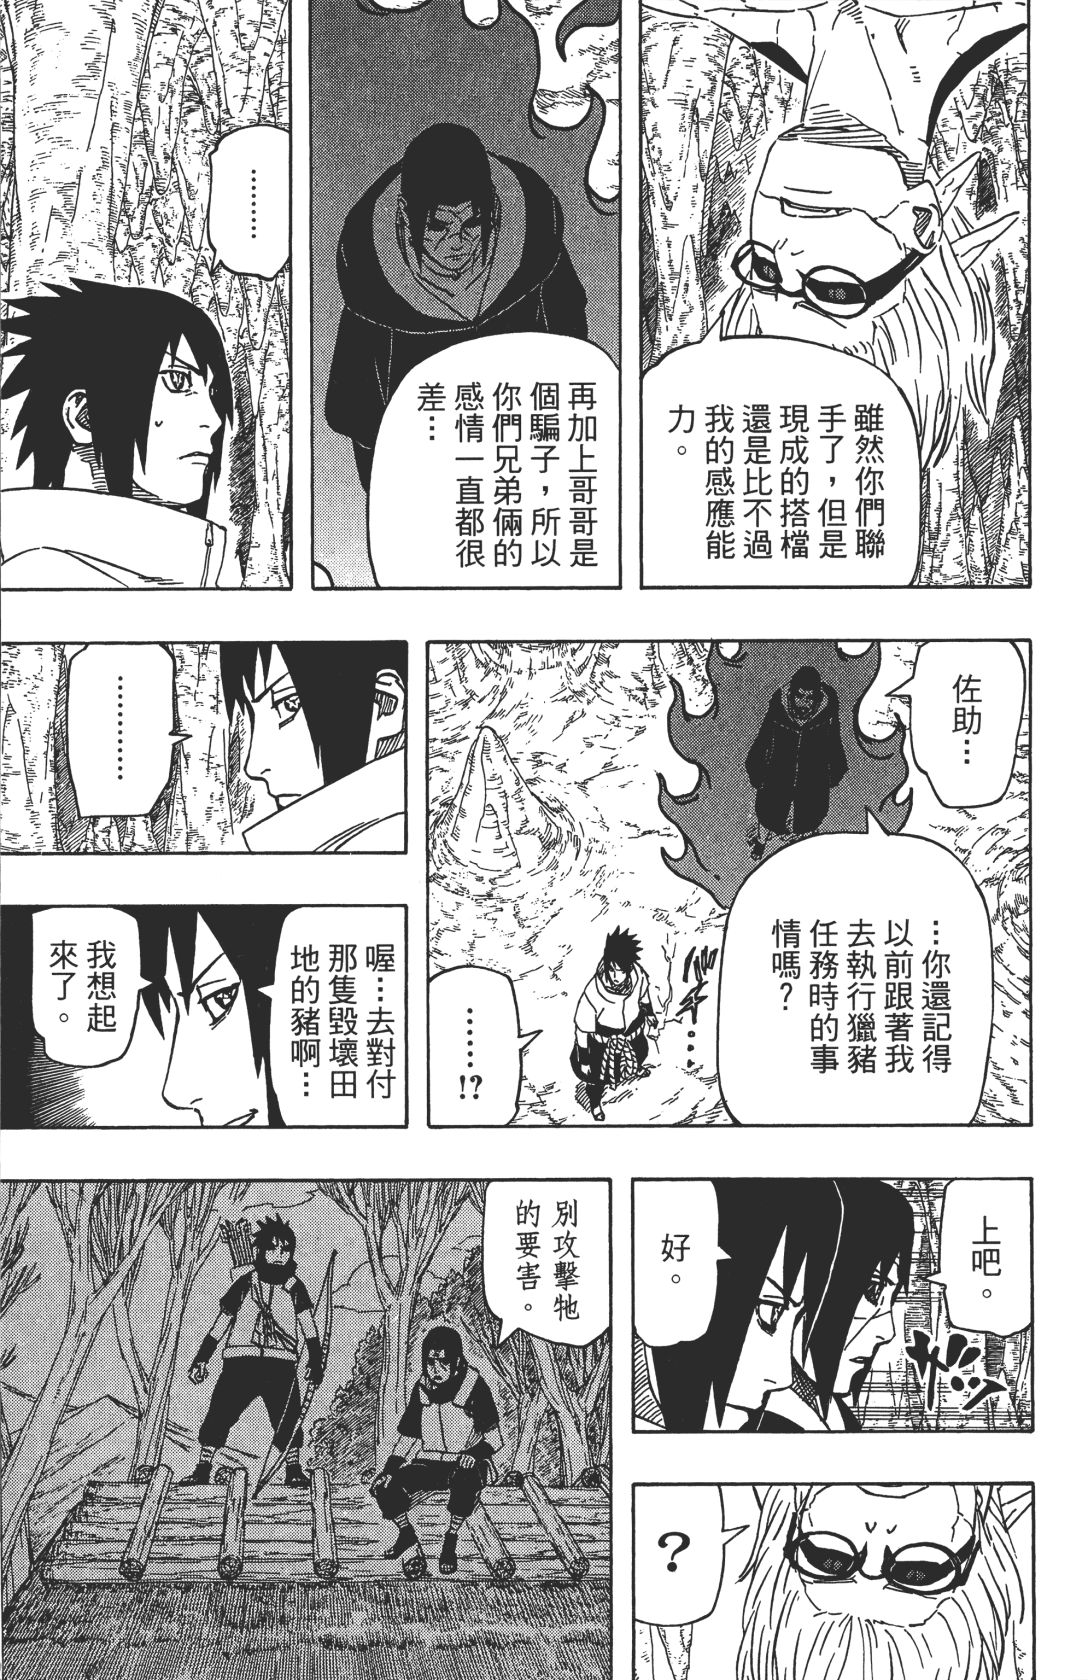 雖然你們聯
手了，但是
現成的搭檔
還是比不過
我的感應能
力。
再加上哥哥是
個騙子，所以
你們兄弟倆的
感情一直都很
差…
………
佐助…
…你還記得
以前跟著我
去執行獵豬
任務時的事
情嗎？
……!?
………
喔…去對付
那隻毀壞田
地的豬啊…
我想起
來了。
上吧。
好。
ザッ
？
別攻擊牠
的要害。